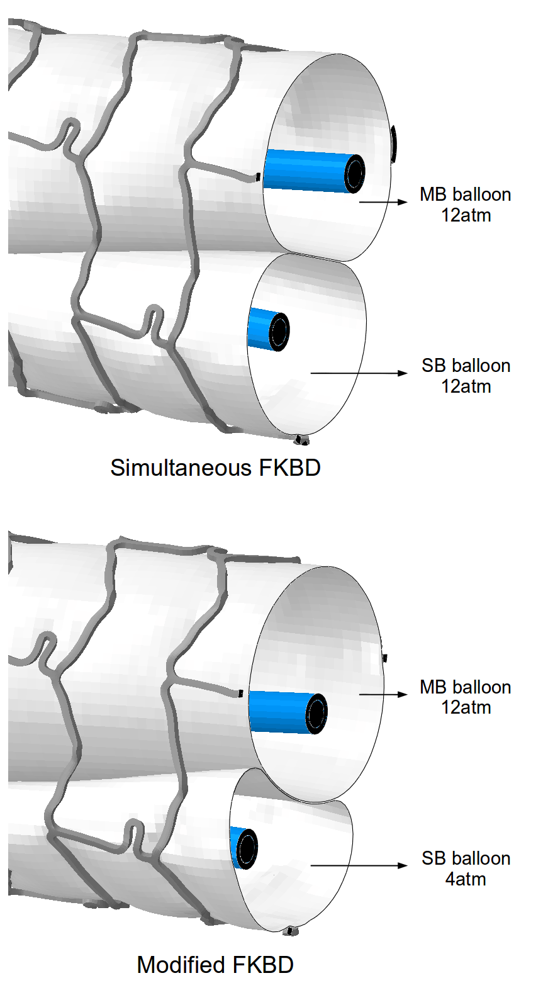 MB balloon
12atm
SB balloon
12atm
Simultaneous FKBD
MB balloon
12atm
SB balloon
4atm
Modified FKBD